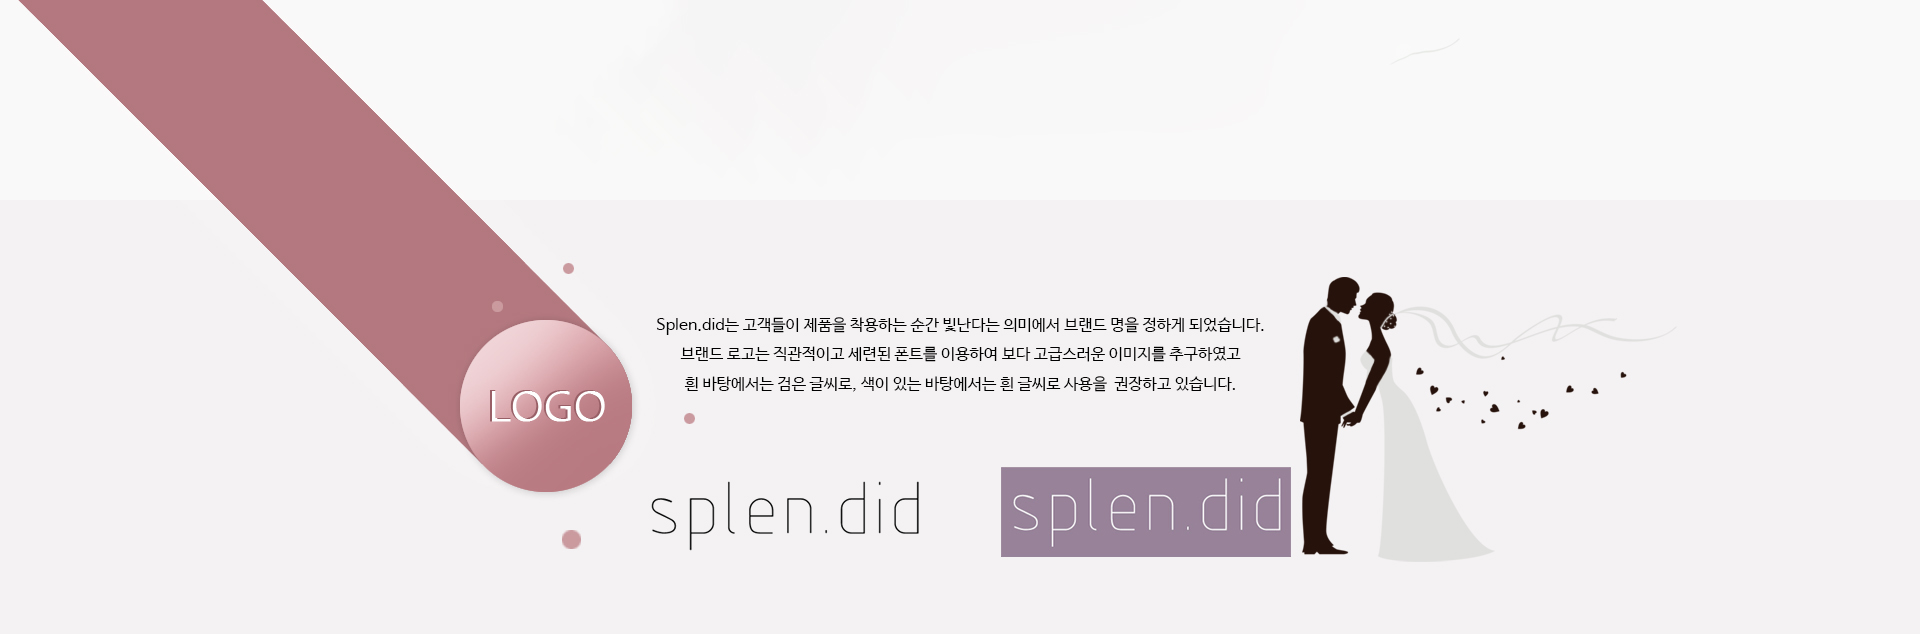 Splen.did는 고객들이 제품을 착용하는 순간 빛난다는 의미에서 브랜드 명을 정하게 되었습니다.
브랜드 로고는 직관적이고 세련된 폰트를 이용하여 보다 고급스러운 이미지를 추구하였고
흰 바탕에서는 검은 글씨로, 색이 있는 바탕에서는 흰 글씨로 사용을 권장하고 있습니다.
LOGO
splen.did
splen.did